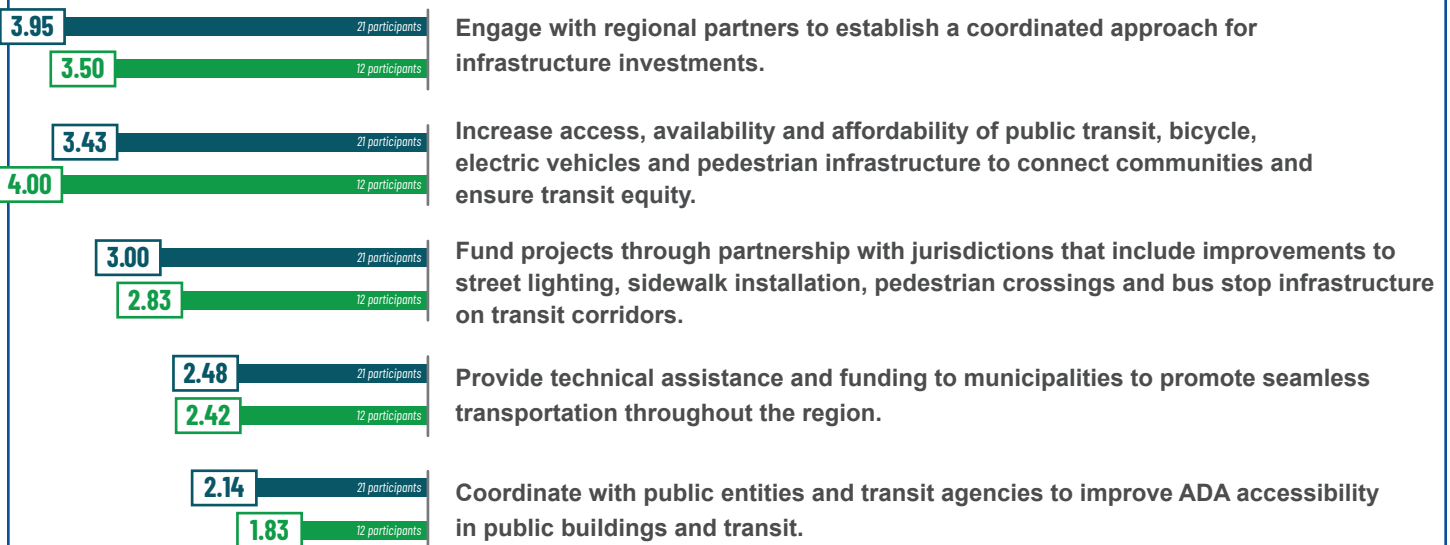 3.95 21 participants
3.50 12 participants
Engage with regional partners to establish a coordinated approach for
infrastructure investments.
3.43 21 participants
4.00 12 participants
Increase access, availability and affordability of public transit, bicycle,
electric vehicles and pedestrian infrastructure to connect communities and
ensure transit equity.
3.00 21 participants
2.83 12 participants
Fund projects through partnership with jurisdictions that include improvements to
street lighting, sidewalk installation, pedestrian crossings and bus stop infrastructure
on transit corridors.
2.48 21 participants
2.42 12 participants
Provide technical assistance and funding to municipalities to promote seamless
transportation throughout the region.
2.14 21 participants
1.83 12 participants
Coordinate with public entities and transit agencies to improve ADA accessibility
in public buildings and transit.